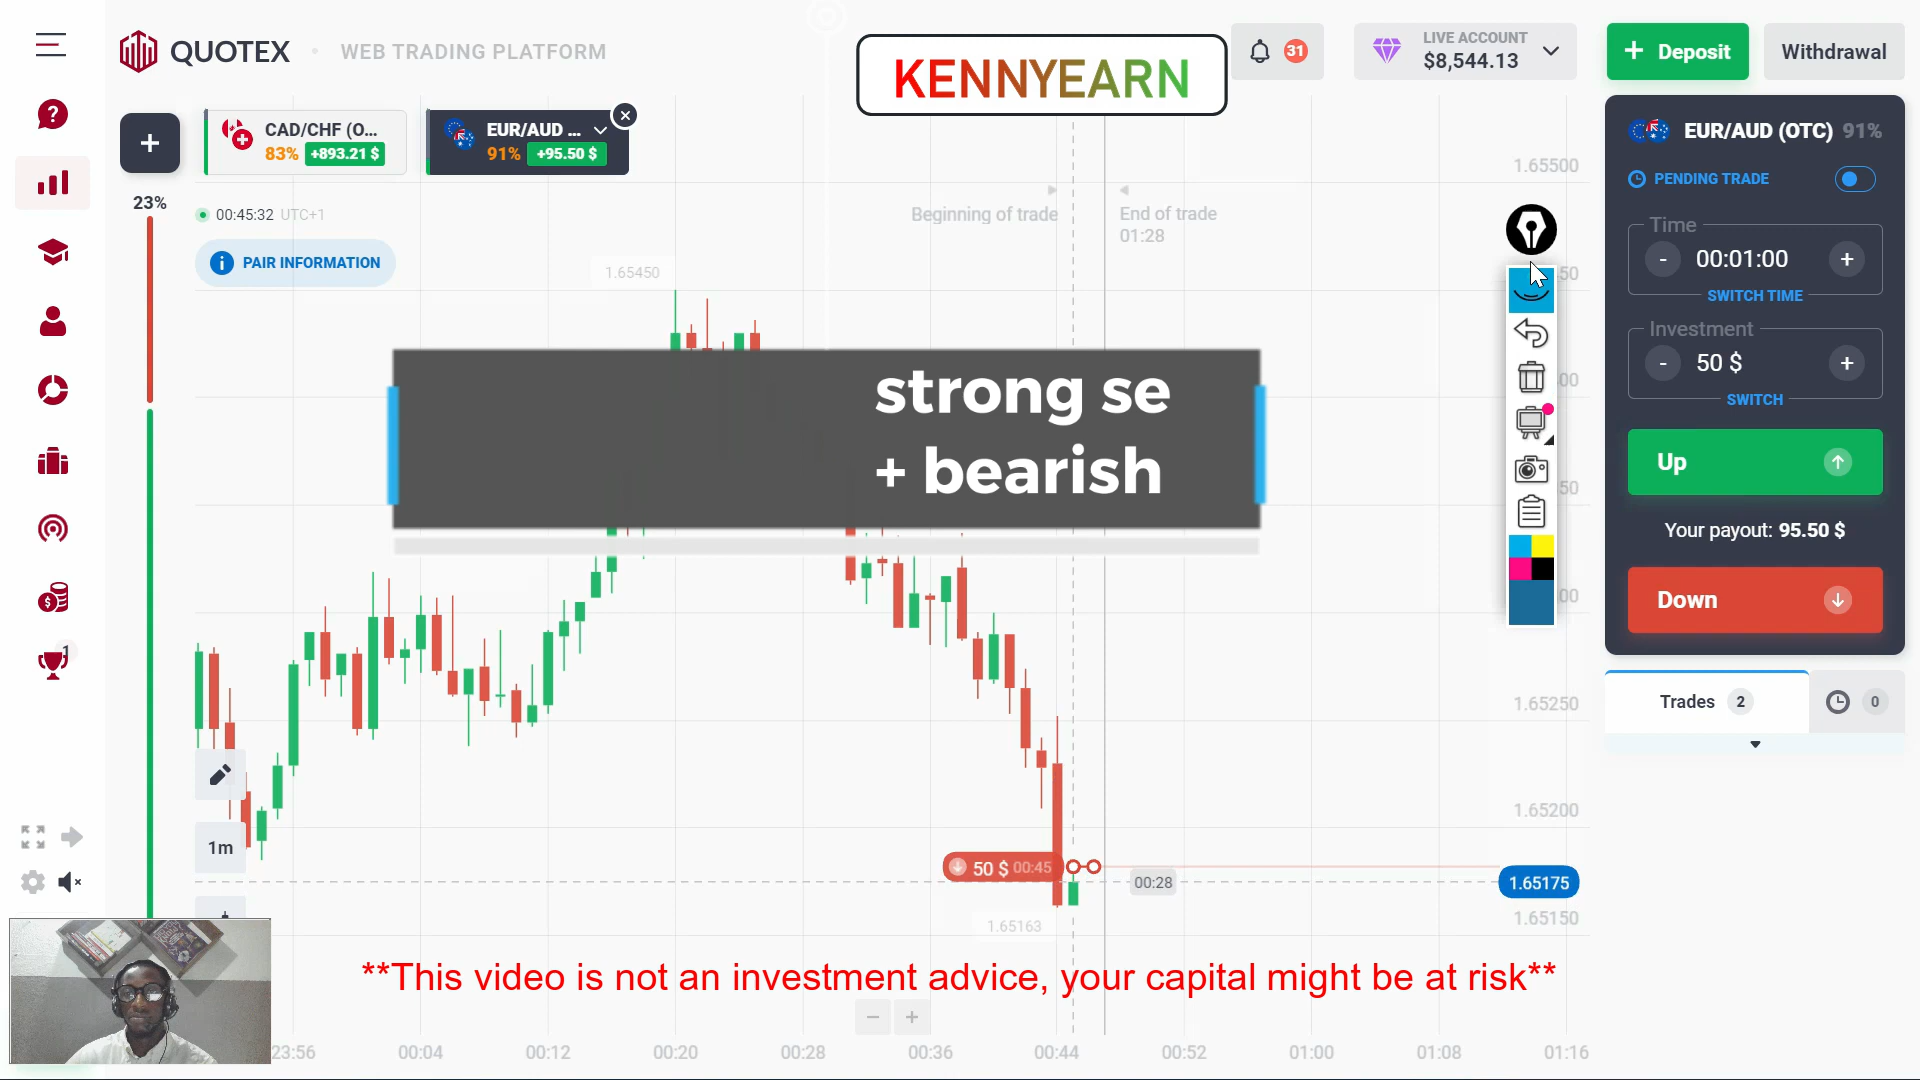 QUOTEX
WEB TRADING PLATFORM
KENNYEARN
31
LIVE ACCOUNT
$8,544.13
+ Deposit
Withdrawal
+
CAD/CHF (O...
83% +893.21 $
EUR/AUD ...
91% +95.50 $
23%
00:45:32 UTC+1
PAIR INFORMATION
Beginning of trade
End of trade
01:28
1.65450
1.65500
50
00
50
00
1.65250
1.65200
1.65150
strong se
+ bearish
EUR/AUD (OTC) 91%
PENDING TRADE
Time
- 00:01:00 +
SWITCH TIME
Investment
- 50 $ +
SWITCH
Up
Your payout: 95.50 $
Down
Trades 2
0
1
1m
50 $ 00:45
00:28
1.65175
1.65163
**This video is not an investment advice, your capital might be at risk**
− +
23:56
00:04
00:12
00:20
00:28
00:36
00:44
00:52
01:00
01:08
01:16